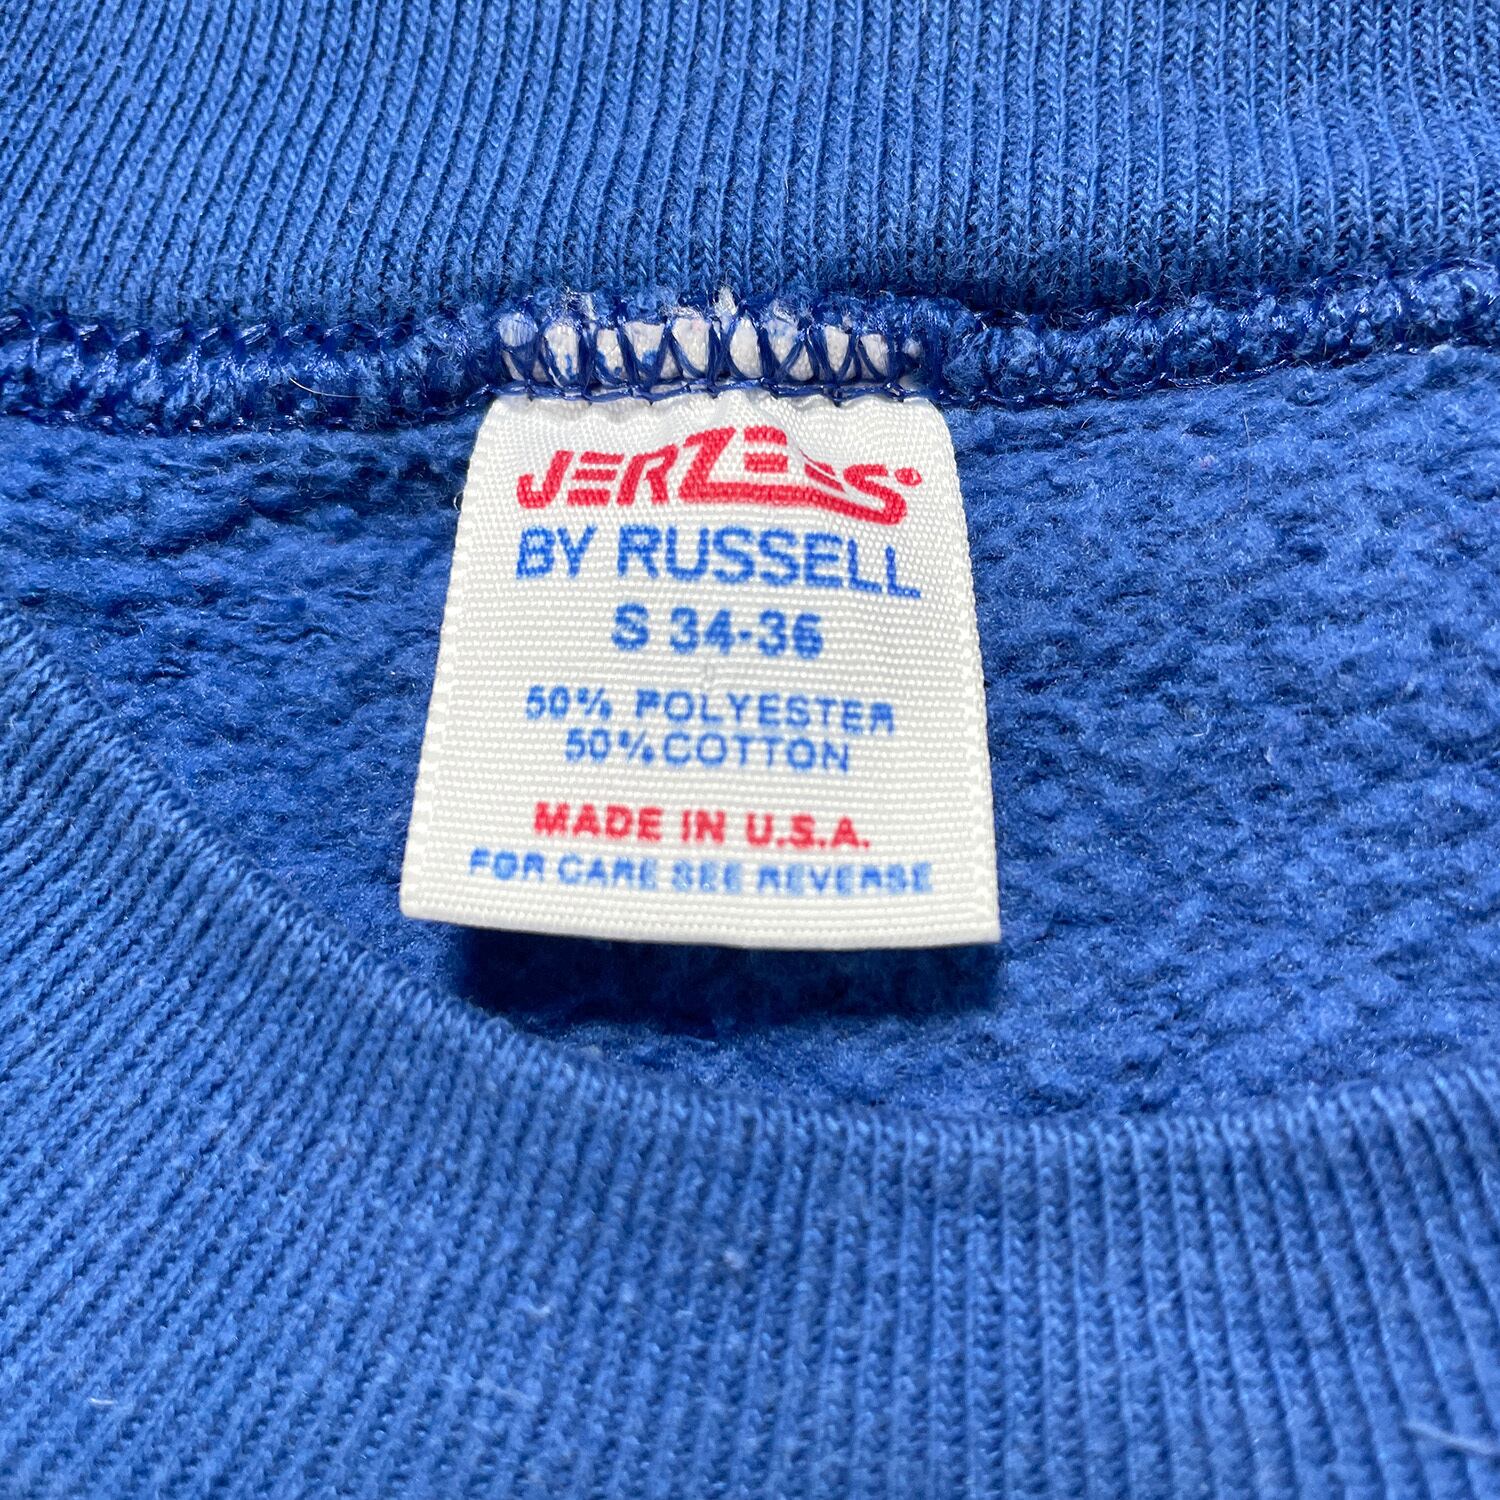 JERZEES®
BY RUSSELL
S 34-36
50% POLYESTER
50% COTTON
MADE IN U.S.A.
FOR CARE SEE REVERSE